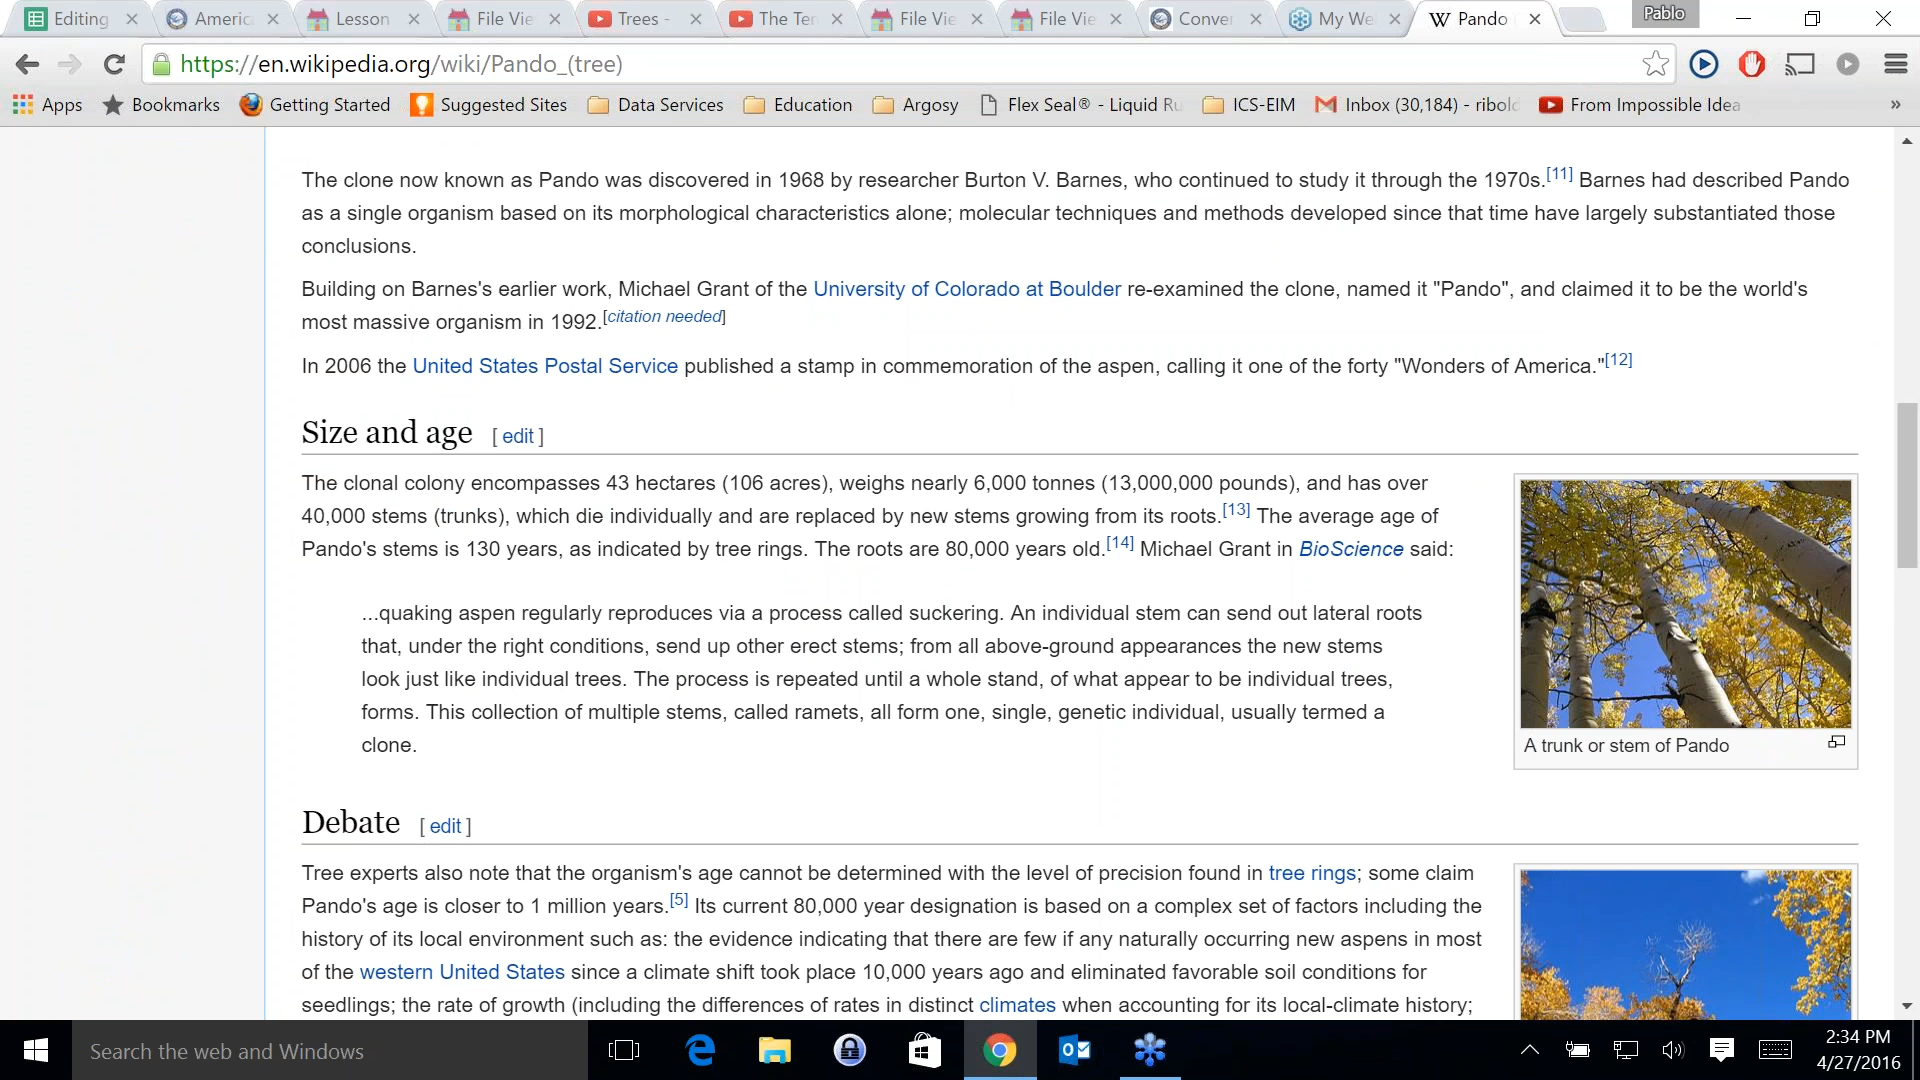 Editing
Americ
Lesson
File Vie
Trees -
The Ter
File Vie
File Vie
Conver
My We
Pando
Pablo
https://en.wikipedia.org/wiki/Pando_(tree)
Apps
Bookmarks
Getting Started
Suggested Sites
Data Services
Education
Argosy
Flex Seal® - Liquid Ru
ICS-EIM
Inbox (30,184) - ribold
From Impossible Idea
»
The clone now known as Pando was discovered in 1968 by researcher Burton V. Barnes, who continued to study it through the 1970s.[11] Barnes had described Pando
as a single organism based on its morphological characteristics alone; molecular techniques and methods developed since that time have largely substantiated those
conclusions.
Building on Barnes's earlier work, Michael Grant of the University of Colorado at Boulder re-examined the clone, named it "Pando", and claimed it to be the world's
most massive organism in 1992.[citation needed]
In 2006 the United States Postal Service published a stamp in commemoration of the aspen, calling it one of the forty "Wonders of America."[12]
Size and age [ edit ]
The clonal colony encompasses 43 hectares (106 acres), weighs nearly 6,000 tonnes (13,000,000 pounds), and has over
40,000 stems (trunks), which die individually and are replaced by new stems growing from its roots.[13] The average age of
Pando's stems is 130 years, as indicated by tree rings. The roots are 80,000 years old.[14] Michael Grant in BioScience said:
...quaking aspen regularly reproduces via a process called suckering. An individual stem can send out lateral roots
that, under the right conditions, send up other erect stems; from all above-ground appearances the new stems
look just like individual trees. The process is repeated until a whole stand, of what appear to be individual trees,
forms. This collection of multiple stems, called ramets, all form one, single, genetic individual, usually termed a
clone.
A trunk or stem of Pando
Debate [ edit ]
Tree experts also note that the organism's age cannot be determined with the level of precision found in tree rings; some claim
Pando's age is closer to 1 million years.[5] Its current 80,000 year designation is based on a complex set of factors including the
history of its local environment such as: the evidence indicating that there are few if any naturally occurring new aspens in most
of the western United States since a climate shift took place 10,000 years ago and eliminated favorable soil conditions for
seedlings; the rate of growth (including the differences of rates in distinct climates when accounting for its local-climate history;
Search the web and Windows
2:34 PM
4/27/2016